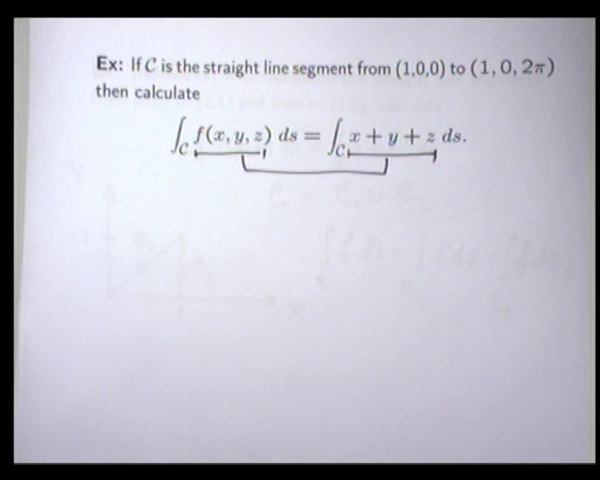 Ex: If C is the straight line segment from (1,0,0) to (1, 0, 2π)
then calculate
∫_C f(x, y, z) ds = ∫_C x + y + z ds.